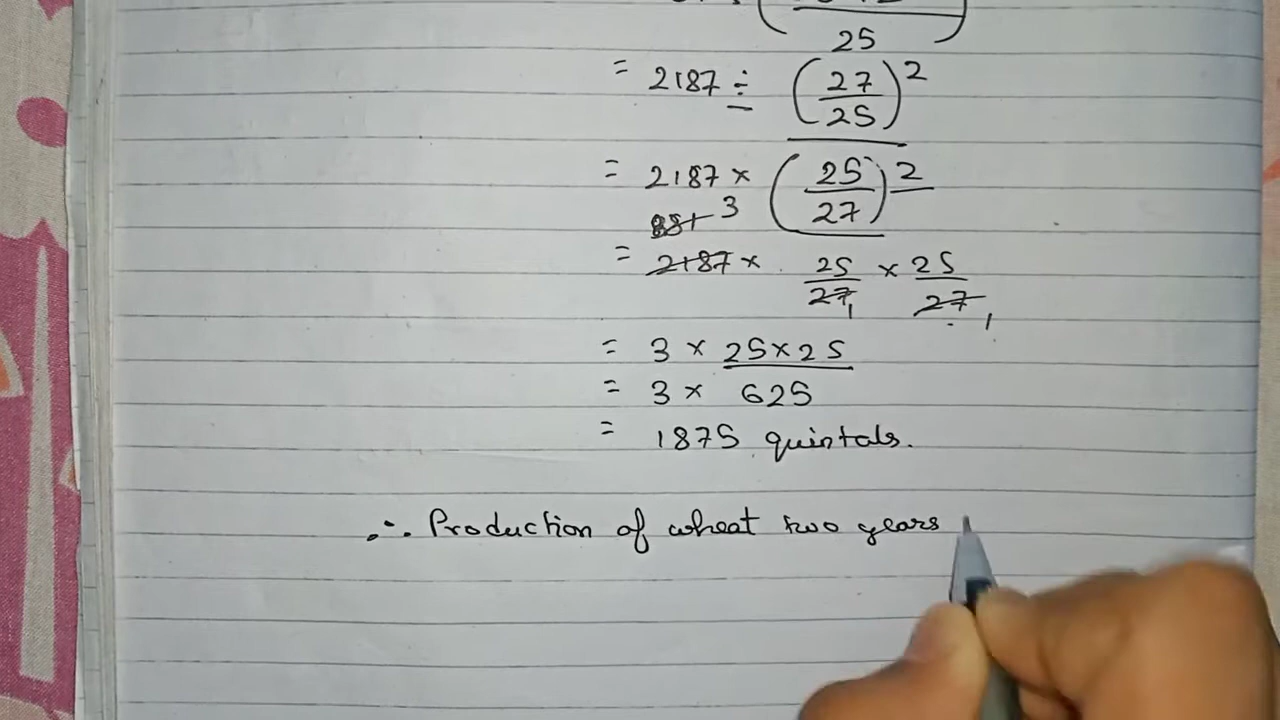 25
= 2187 ÷ (27/25)2
= 2187 × (25/27)2
3
= 2187 × 25/27 × 25/27
1 1
= 3 × 25×25
= 3 × 625
= 1875 quintals.
∴ Production of wheat two years